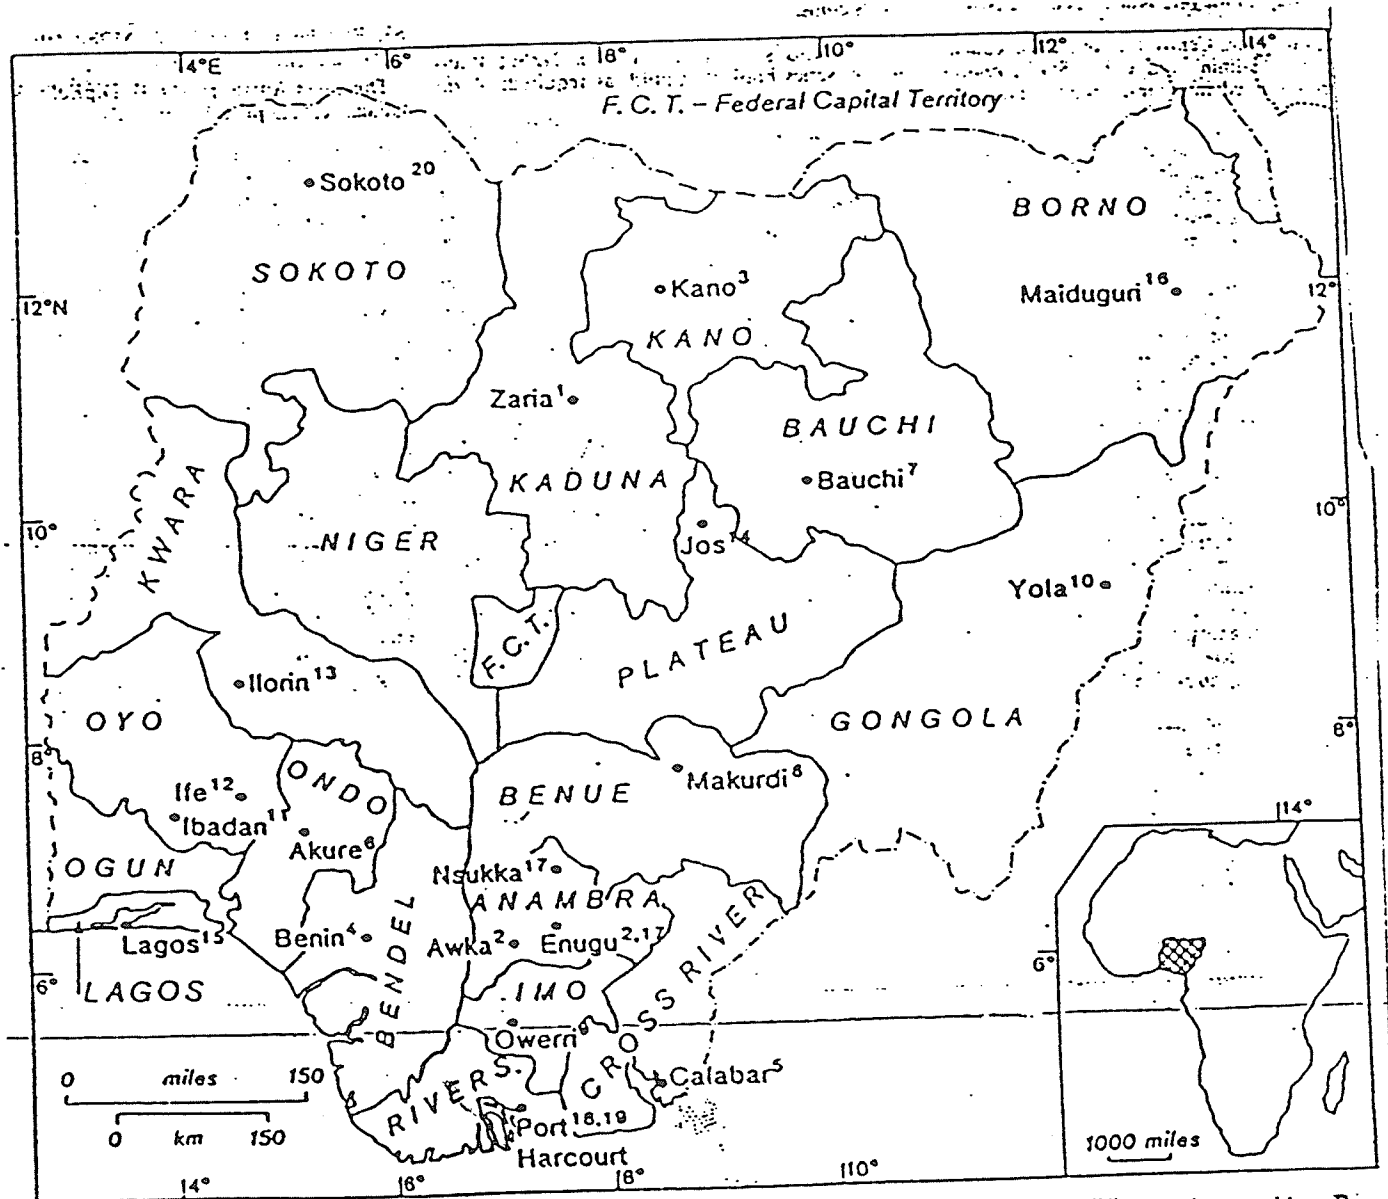 4°E 6° 8° 10° 12° 14°
F. C. T. – Federal Capital Territory
Sokoto 20
BORNO
SOKOTO
Kano 3
Maiduguri 16
12°N
12°
KANO
Zaria 1
BAUCHI
KWARA
KADUNA
Bauchi 7
10°
10°
NIGER
Jos 14
Yola 10
F. C. T.
PLATEAU
Ilorin 13
OYO
GONGOLA
8°
8°
ONDO
Makurdi 8
Ife 12
BENUE
Ibadan 11
14°
Akure 6
OGUN
Nsukka 17
ANAMBRA
BENDEL
CROSS RIVER
Lagos 15
Benin 4
Awka 2
Enugu 2,17
6°
6°
LAGOS
IMO
Owerri 9
0 miles 150
RIVERS
Calabar 5
0 km 150
Port 18,19
Harcourt
1000 miles
4° 6° 8° 10°